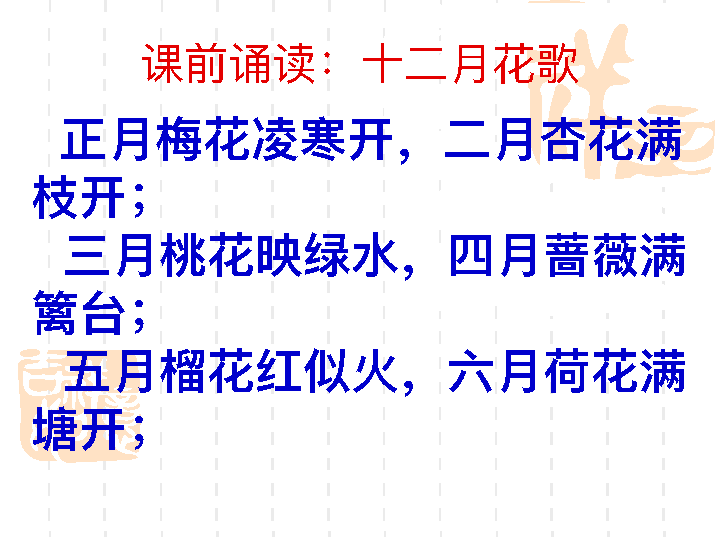 课前诵读：十二月花歌
正月梅花凌寒开，二月杏花满
枝开；
三月桃花映绿水，四月蔷薇满
篱台；
五月榴花红似火，六月荷花满
塘开；